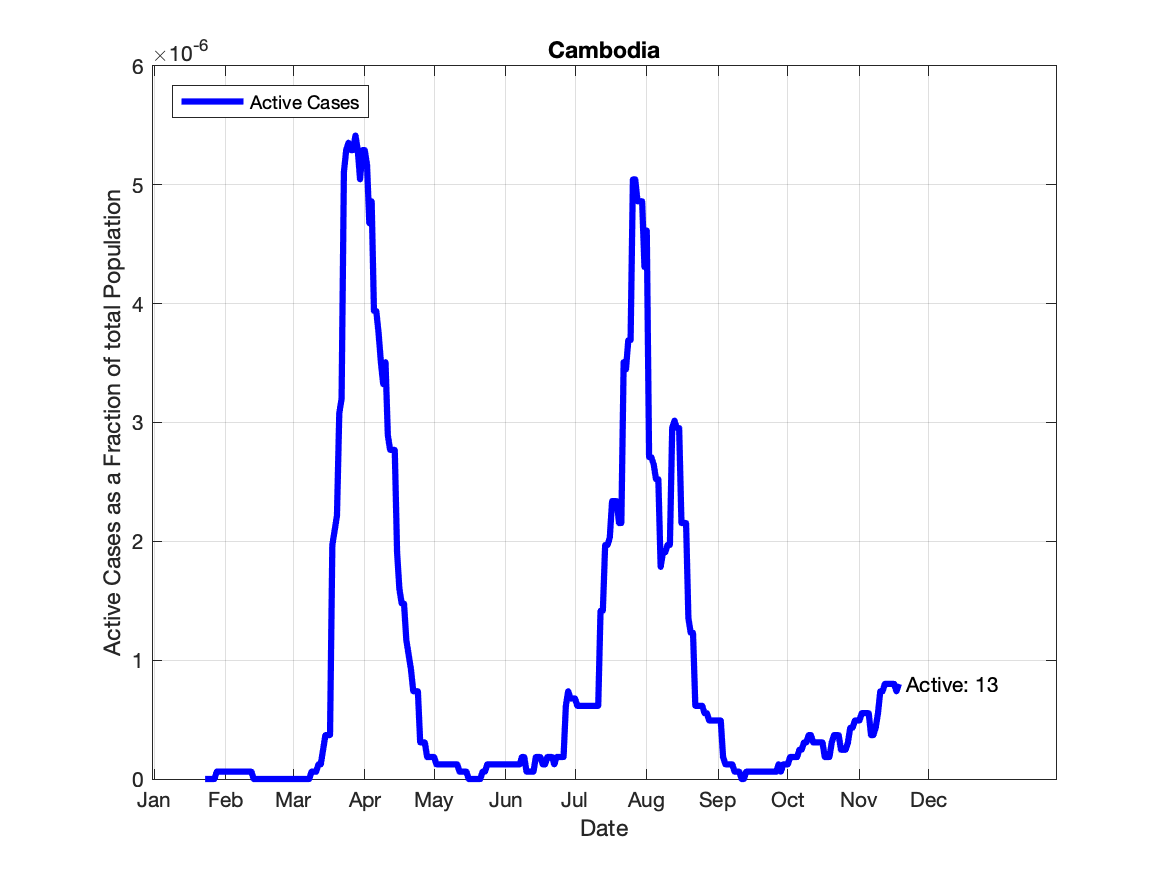 Cambodia
×10-6
Active Cases
6
5
4
3
2
1
0
Active Cases as a Fraction of total Population
Active: 13
Jan Feb Mar Apr May Jun Jul Aug Sep Oct Nov Dec
Date